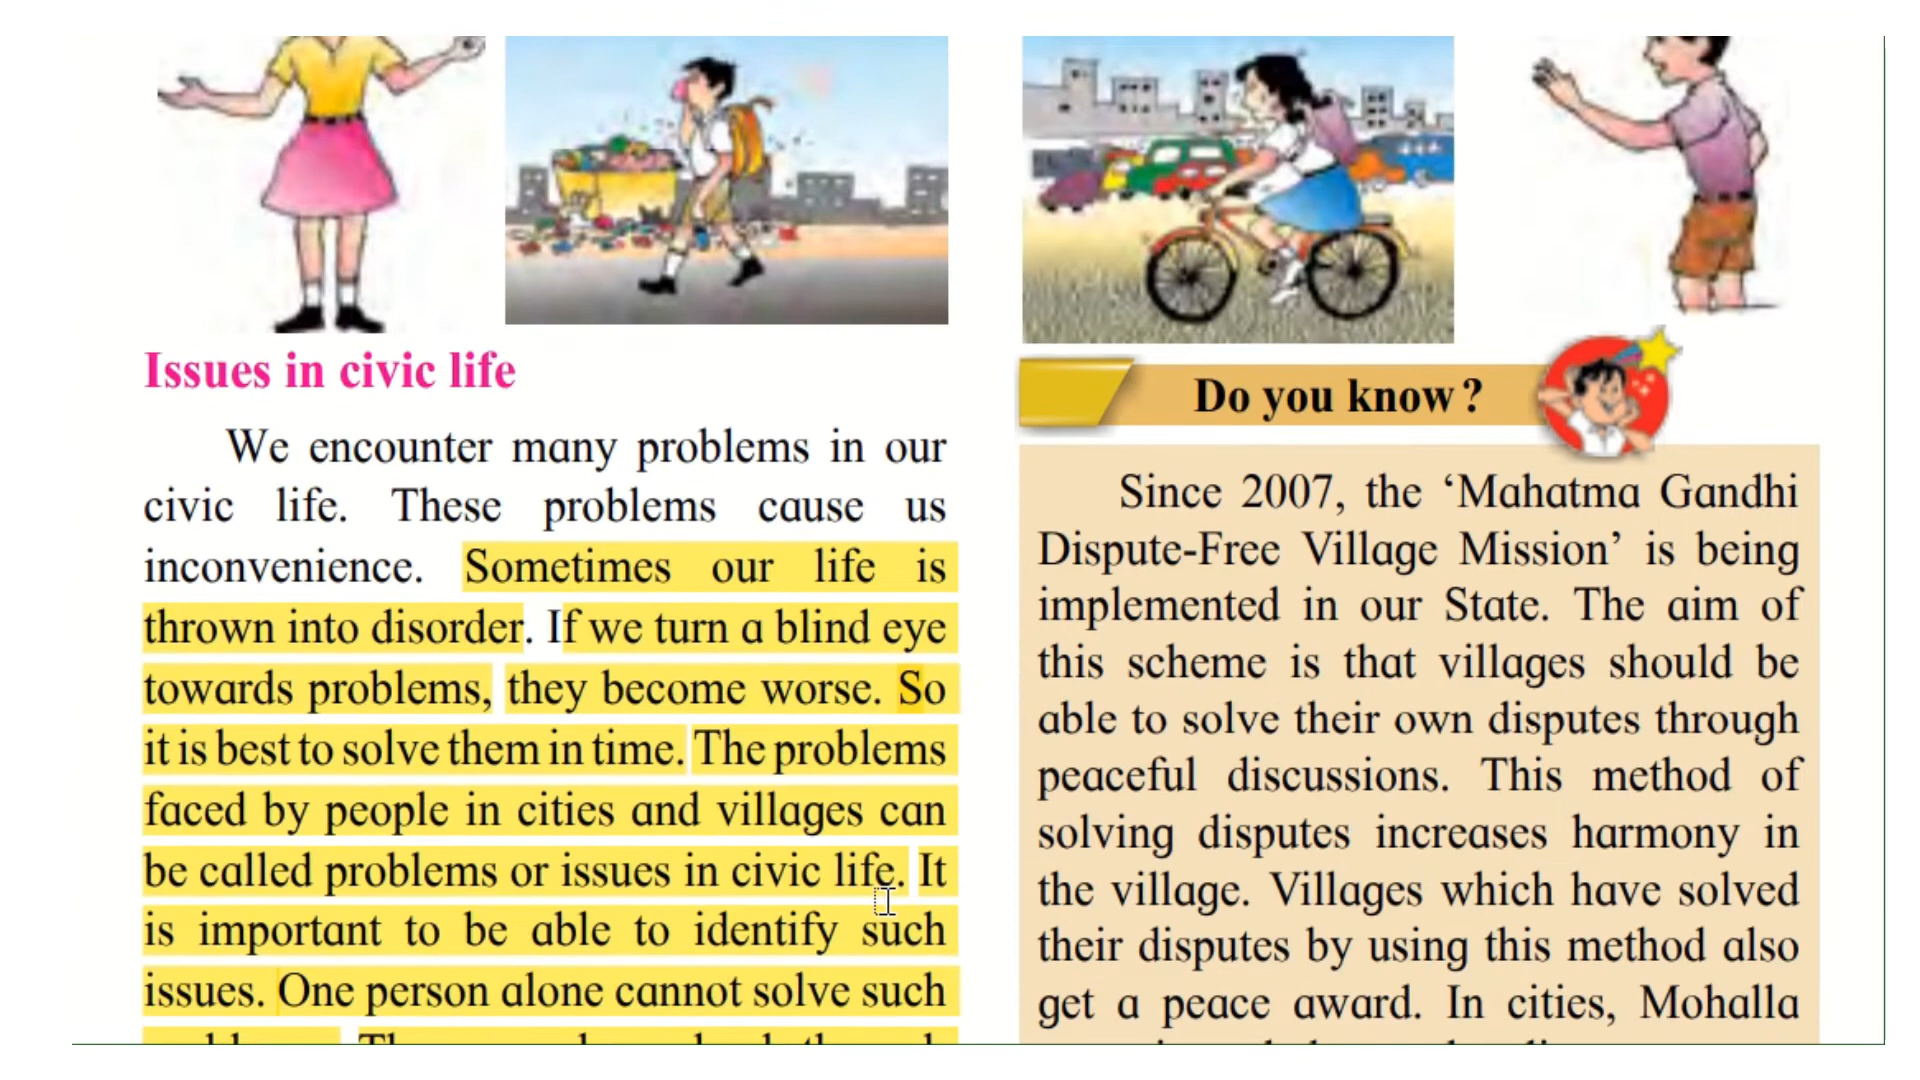 Issues in civic life
We encounter many problems in our
civic life. These problems cause us
inconvenience. Sometimes our life is
thrown into disorder. If we turn a blind eye
towards problems, they become worse. So
it is best to solve them in time. The problems
faced by people in cities and villages can
be called problems or issues in civic life. It
is important to be able to identify such
issues. One person alone cannot solve such
Do you know?
Since 2007, the ‘Mahatma Gandhi
Dispute-Free Village Mission’ is being
implemented in our State. The aim of
this scheme is that villages should be
able to solve their own disputes through
peaceful discussions. This method of
solving disputes increases harmony in
the village. Villages which have solved
their disputes by using this method also
get a peace award. In cities, Mohalla